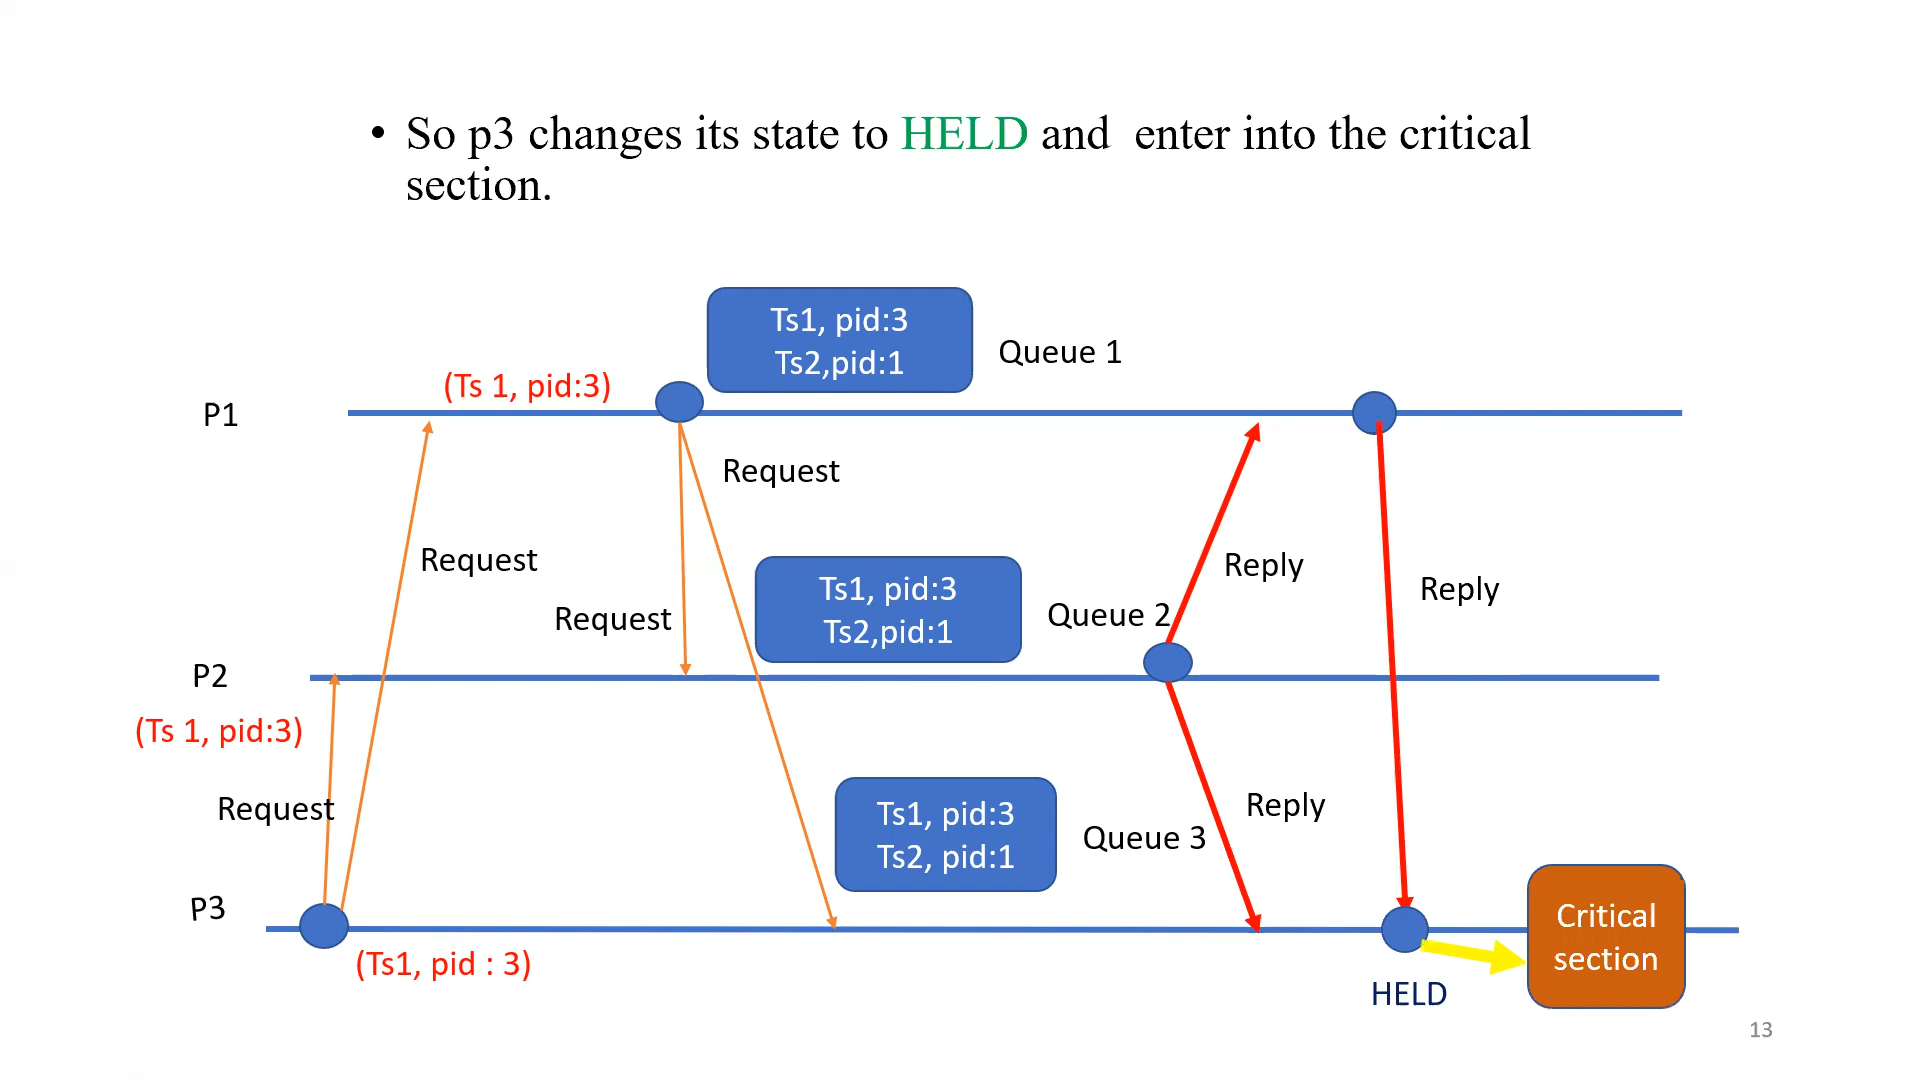 • So p3 changes its state to HELD and enter into the critical
section.
Ts1, pid:3
Ts2,pid:1
Queue 1
(Ts 1, pid:3)
P1
Request
Request
Request
Ts1, pid:3
Ts2,pid:1
Queue 2
Reply
Reply
P2
(Ts 1, pid:3)
Request
Ts1, pid:3
Ts2, pid:1
Queue 3
Reply
P3
(Ts1, pid : 3)
Critical
section
HELD
13